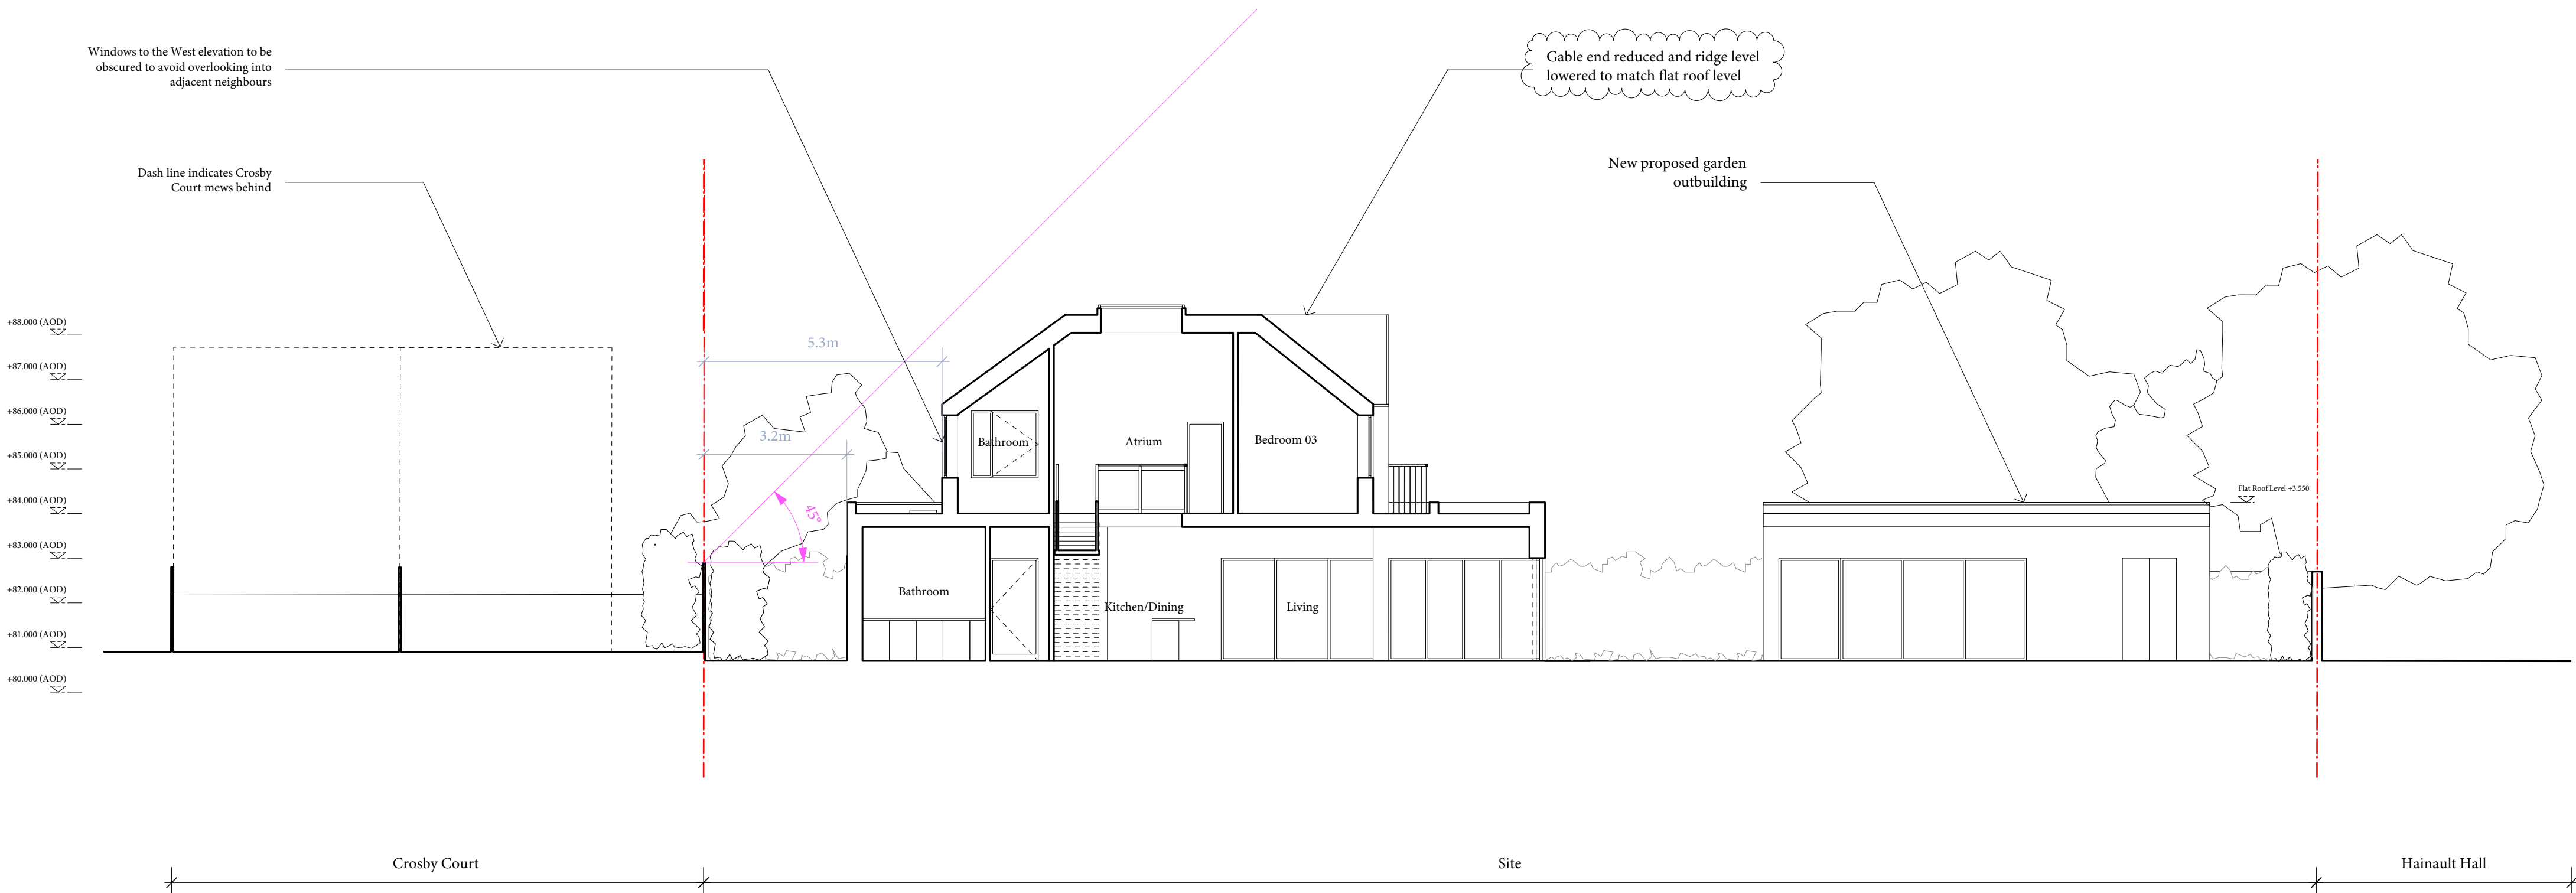 Windows to the West elevation to be
obscured to avoid overlooking into
adjacent neighbours
Gable end reduced and ridge level
lowered to match flat roof level
Dash line indicates Crosby
Court mews behind
New proposed garden
outbuilding
+88.000 (AOD)
+87.000 (AOD)
+86.000 (AOD)
+85.000 (AOD)
+84.000 (AOD)
+83.000 (AOD)
+82.000 (AOD)
+81.000 (AOD)
+80.000 (AOD)
5.3m
3.2m
45°
Bathroom
Atrium
Bedroom 03
Flat Roof Level +3.550
Bathroom
Kitchen/Dining
Living
Crosby Court
Site
Hainault Hall